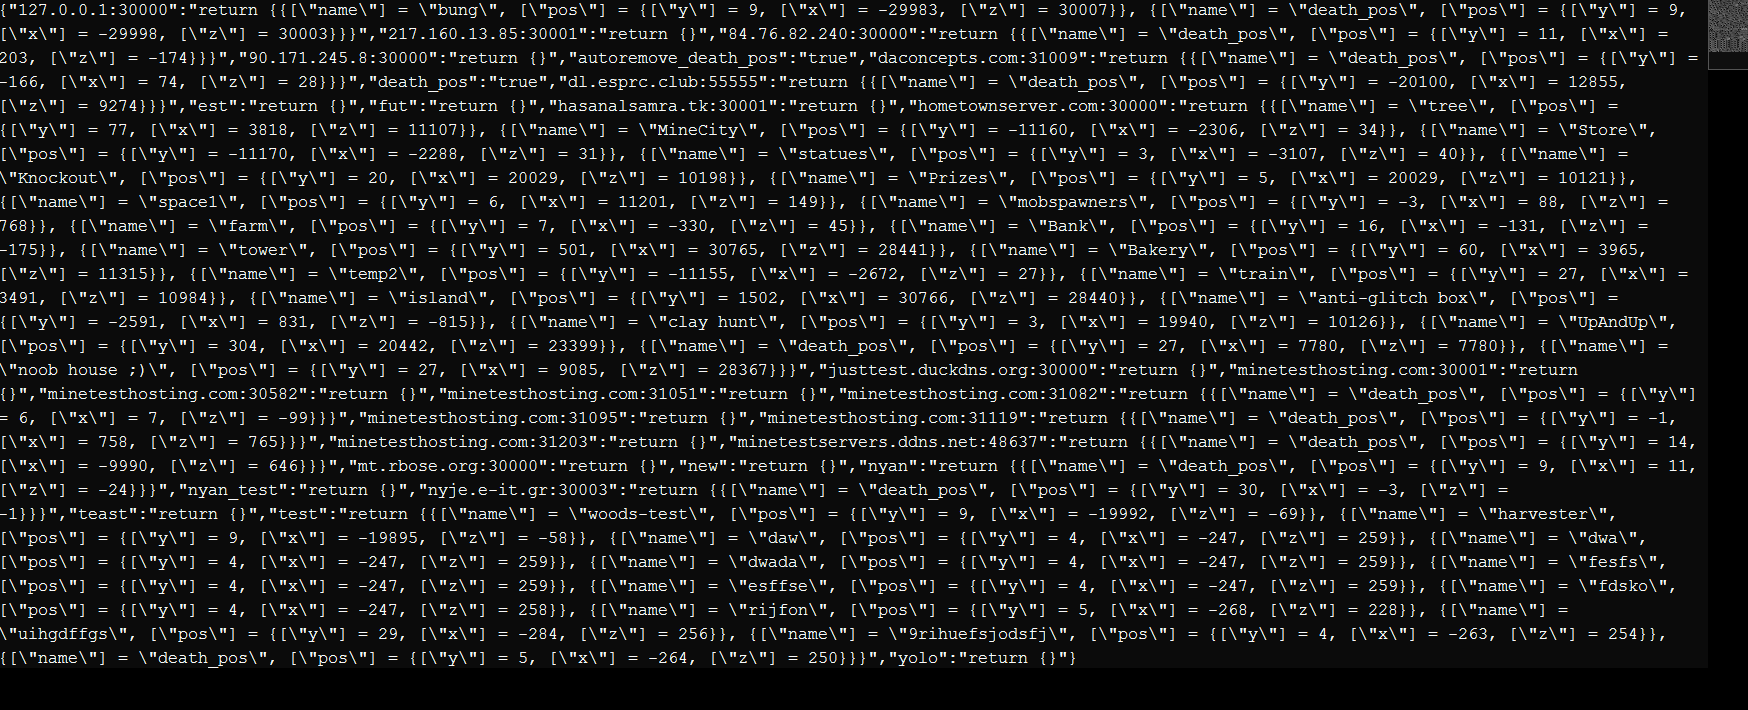 {"127.0.0.1:30000":"return {{[\"name\"] = \"bung\", [\"pos\"] = {[\"y\"] = 9, [\"x\"] = -29983, [\"z\"] = 30007}}, {[\"name\"] = \"death_pos\", [\"pos\"] = {[\"y\"] = 9,
[\"x\"] = -29998, [\"z\"] = 30003}}}","217.160.13.85:30001":"return {}","84.76.82.240:30000":"return {{[\"name\"] = \"death_pos\", [\"pos\"] = {[\"y\"] = 11, [\"x\"] =
203, [\"z\"] = -174}}}","90.171.245.8:30000":"return {}","autoremove_death_pos":"true","daconcepts.com:31009":"return {{[\"name\"] = \"death_pos\", [\"pos\"] = {[\"y\"] =
-166, [\"x\"] = 74, [\"z\"] = 28}}}","death_pos":"true","dl.esprc.club:55555":"return {{[\"name\"] = \"death_pos\", [\"pos\"] = {[\"y\"] = -20100, [\"x\"] = 12855,
[\"z\"] = 9274}}}","est":"return {}","fut":"return {}","hasanalsamra.tk:30001":"return {}","hometownserver.com:30000":"return {{[\"name\"] = \"tree\", [\"pos\"] =
{[\"y\"] = 77, [\"x\"] = 3818, [\"z\"] = 11107}}, {[\"name\"] = \"MineCity\", [\"pos\"] = {[\"y\"] = -11160, [\"x\"] = -2306, [\"z\"] = 34}}, {[\"name\"] = \"Store\",
[\"pos\"] = {[\"y\"] = -11170, [\"x\"] = -2288, [\"z\"] = 31}}, {[\"name\"] = \"statues\", [\"pos\"] = {[\"y\"] = 3, [\"x\"] = -3107, [\"z\"] = 40}}, {[\"name\"] =
\"Knockout\", [\"pos\"] = {[\"y\"] = 20, [\"x\"] = 20029, [\"z\"] = 10198}}, {[\"name\"] = \"Prizes\", [\"pos\"] = {[\"y\"] = 5, [\"x\"] = 20029, [\"z\"] = 10121}},
{[\"name\"] = \"space1\", [\"pos\"] = {[\"y\"] = 6, [\"x\"] = 11201, [\"z\"] = 149}}, {[\"name\"] = \"mobspawners\", [\"pos\"] = {[\"y\"] = -3, [\"x\"] = 88, [\"z\"] =
768}}, {[\"name\"] = \"farm\", [\"pos\"] = {[\"y\"] = 7, [\"x\"] = -330, [\"z\"] = 45}}, {[\"name\"] = \"Bank\", [\"pos\"] = {[\"y\"] = 16, [\"x\"] = -131, [\"z\"] =
-175}}, {[\"name\"] = \"tower\", [\"pos\"] = {[\"y\"] = 501, [\"x\"] = 30765, [\"z\"] = 28441}}, {[\"name\"] = \"Bakery\", [\"pos\"] = {[\"y\"] = 60, [\"x\"] = 3965,
[\"z\"] = 11315}}, {[\"name\"] = \"temp2\", [\"pos\"] = {[\"y\"] = -11155, [\"x\"] = -2672, [\"z\"] = 27}}, {[\"name\"] = \"train\", [\"pos\"] = {[\"y\"] = 27, [\"x\"] =
3491, [\"z\"] = 10984}}, {[\"name\"] = \"island\", [\"pos\"] = {[\"y\"] = 1502, [\"x\"] = 30766, [\"z\"] = 28440}}, {[\"name\"] = \"anti-glitch box\", [\"pos\"] =
{[\"y\"] = -2591, [\"x\"] = 831, [\"z\"] = -815}}, {[\"name\"] = \"clay hunt\", [\"pos\"] = {[\"y\"] = 3, [\"x\"] = 19940, [\"z\"] = 10126}}, {[\"name\"] = \"UpAndUp\",
[\"pos\"] = {[\"y\"] = 304, [\"x\"] = 20442, [\"z\"] = 23399}}, {[\"name\"] = \"death_pos\", [\"pos\"] = {[\"y\"] = 27, [\"x\"] = 7780, [\"z\"] = 7780}}, {[\"name\"] =
\"noob house ;)\", [\"pos\"] = {[\"y\"] = 27, [\"x\"] = 9085, [\"z\"] = 28367}}}","justtest.duckdns.org:30000":"return {}","minetesthosting.com:30001":"return
{}","minetesthosting.com:30582":"return {}","minetesthosting.com:31051":"return {}","minetesthosting.com:31082":"return {{[\"name\"] = \"death_pos\", [\"pos\"] = {[\"y\"]
= 6, [\"x\"] = 7, [\"z\"] = -99}}}","minetesthosting.com:31095":"return {}","minetesthosting.com:31119":"return {{[\"name\"] = \"death_pos\", [\"pos\"] = {[\"y\"] = -1,
[\"x\"] = 758, [\"z\"] = 765}}}","minetesthosting.com:31203":"return {}","minetestservers.ddns.net:48637":"return {{[\"name\"] = \"death_pos\", [\"pos\"] = {[\"y\"] = 14,
[\"x\"] = -9990, [\"z\"] = 646}}}","mt.rbose.org:30000":"return {}","new":"return {}","nyan":"return {{[\"name\"] = \"death_pos\", [\"pos\"] = {[\"y\"] = 9, [\"x\"] = 11,
[\"z\"] = -24}}}","nyan_test":"return {}","nyje.e-it.gr:30003":"return {{[\"name\"] = \"death_pos\", [\"pos\"] = {[\"y\"] = 30, [\"x\"] = -3, [\"z\"] =
-1}}}","teast":"return {}","test":"return {{[\"name\"] = \"woods-test\", [\"pos\"] = {[\"y\"] = 9, [\"x\"] = -19992, [\"z\"] = -69}}, {[\"name\"] = \"harvester\",
[\"pos\"] = {[\"y\"] = 9, [\"x\"] = -19895, [\"z\"] = -58}}, {[\"name\"] = \"daw\", [\"pos\"] = {[\"y\"] = 4, [\"x\"] = -247, [\"z\"] = 259}}, {[\"name\"] = \"dwa\",
[\"pos\"] = {[\"y\"] = 4, [\"x\"] = -247, [\"z\"] = 259}}, {[\"name\"] = \"dwada\", [\"pos\"] = {[\"y\"] = 4, [\"x\"] = -247, [\"z\"] = 259}}, {[\"name\"] = \"fesfs\",
[\"pos\"] = {[\"y\"] = 4, [\"x\"] = -247, [\"z\"] = 259}}, {[\"name\"] = \"esffse\", [\"pos\"] = {[\"y\"] = 4, [\"x\"] = -247, [\"z\"] = 259}}, {[\"name\"] = \"fdsko\",
[\"pos\"] = {[\"y\"] = 4, [\"x\"] = -247, [\"z\"] = 258}}, {[\"name\"] = \"rijfon\", [\"pos\"] = {[\"y\"] = 5, [\"x\"] = -268, [\"z\"] = 228}}, {[\"name\"] =
\"uihgdffgs\", [\"pos\"] = {[\"y\"] = 29, [\"x\"] = -284, [\"z\"] = 256}}, {[\"name\"] = \"9rihuefsjodsfj\", [\"pos\"] = {[\"y\"] = 4, [\"x\"] = -263, [\"z\"] = 254}},
{[\"name\"] = \"death_pos\", [\"pos\"] = {[\"y\"] = 5, [\"x\"] = -264, [\"z\"] = 250}}}","yolo":"return {}"}